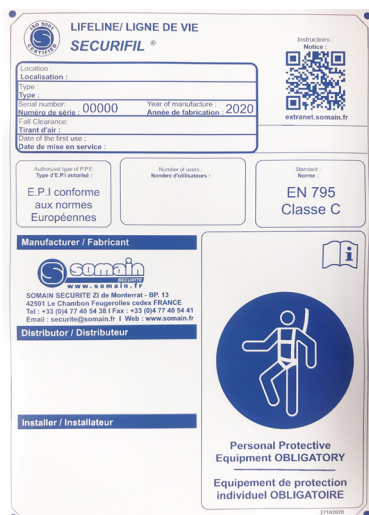 ISO 9001
CERTIFIED
LIFELINE/ LIGNE DE VIE
SECURIFIL ®
Instructions :
Notice :
extranet.somain.fr
Location :
Localisation :
Type :
Type :
Serial number:
Numéro de série : 00000
Year of manufacture :
Année de fabrication : 2020
Fall Clearance:
Tirant d'air :
Date of the first use :
Date de mise en service :
Authorized type of P.P.E:
Type d'E.P.I autorisé :
E.P.I conforme
aux normes
Européennes
Number of users :
Nombre d'utilisateurs :
Standard :
Norme :
EN 795
Classe C
Manufacturer / Fabricant
somain
SECURITE
www.somain.fr
SOMAIN SECURITE ZI de Monterrat - BP. 13
42501 Le Chambon Feugerolles cedex FRANCE
Tel : +33 (0)4 77 40 54 38 I Fax : +33 (0)4 77 40 54 41
Email : securite@somain.fr I Web : www.somain.fr
Distributor / Distributeur
Installer / Installateur
i
Personal Protective
Equipment OBLIGATORY
Equipement de protection
individuel OBLIGATOIRE
27102020